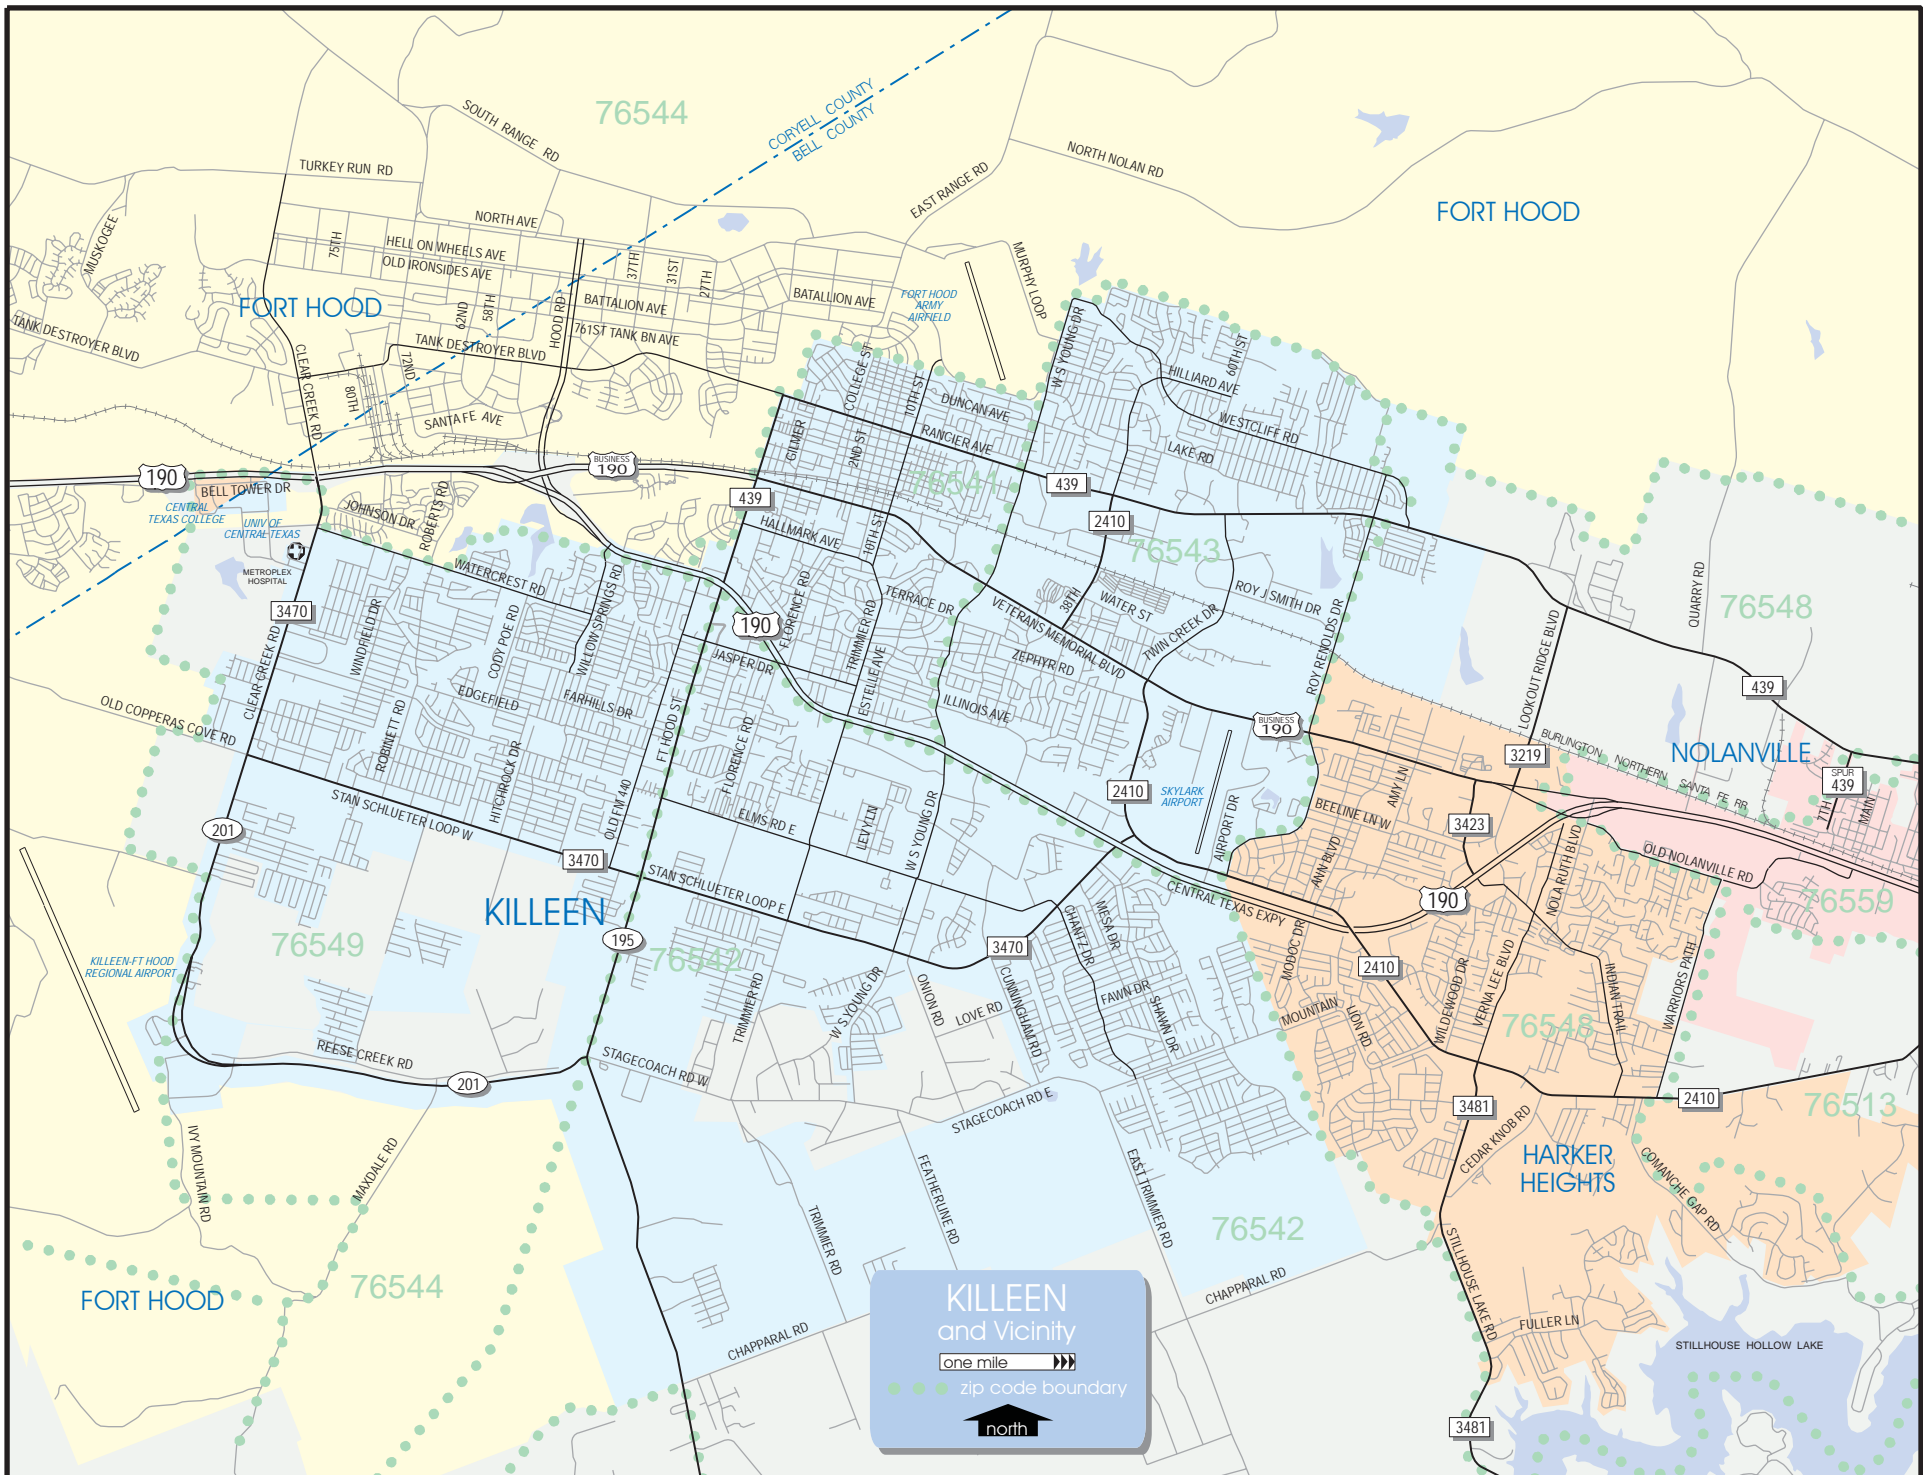 76544
SOUTH RANGE RD
CORYELL COUNTY
BELL COUNTY
TURKEY RUN RD
NORTH NOLAN RD
EAST RANGE RD
FORT HOOD
MUSKOGEE
75TH
NORTH AVE
HELL ON WHEELS AVE
OLD IRONSIDES AVE
37TH
31ST
27TH
MURPHY LOOP
FORT HOOD
62ND
58TH
HOOD RD
BATTALION AVE
BATALLION AVE
FORT HOOD
ARMY
AIRFIELD
TANK DESTROYER BLVD
TANK DESTROYER BLVD
761ST TANK BN AVE
CLEAR CREEK RD
72ND
80TH
SANTA FE AVE
COLLEGE ST
10TH ST
W S YOUNG DR
60TH ST
HILLIARD AVE
DUNCAN AVE
WESTCLIFF RD
RANCIER AVE
LAKE RD
GILMER
2ND ST
190
BUSINESS
190
BELL TOWER DR
CENTRAL
TEXAS COLLEGE
UNIV OF
CENTRAL TEXAS
JOHNSON DR
ROBERTS RD
439
76541
439
2410
HALLMARK AVE
10TH ST
76543
METROPLEX
HOSPITAL
WATERCREST RD
3470
WILLOW SPRINGS RD
190
FLORENCE RD
TERRACE DR
38TH
WATER ST
ROY J SMITH DR
QUARRY RD
76548
WINDFIELD DR
CODY POE RD
TRIMMIER RD
VETERANS MEMORIAL BLVD
TWIN CREEK DR
ROY RENOLDS DR
LOOKOUT RIDGE BLVD
CLEAR CREEK RD
JASPER DR
ESTELLE AVE
ZEPHYR RD
439
OLD COPPERAS COVE RD
EDGEFIELD
FARHILLS DR
ILLINOIS AVE
ROBINETT RD
HITCHROCK DR
FT HOOD ST
FLORENCE RD
BUSINESS
190
BURLINGTON NORTHERN SANTA FE RR
NOLANVILLE
3219
SPUR
439
STAN SCHLUETER LOOP W
OLD FM 440
ELMS RD E
LEVY LN
W S YOUNG DR
2410
SKYLARK
AIRPORT
AIRPORT DR
AMY LN
BEELINE LN W
7TH
MAIN
201
3423
3470
STAN SCHLUETER LOOP E
ANN BLVD
NOLA RUTH BLVD
OLD NOLANVILLE RD
KILLEEN
CENTRAL TEXAS EXPY
190
76559
76549
195
76542
3470
CHANTZ DR
MESA DR
MODOC DR
2410
KILLEEN-FT HOOD
REGIONAL AIRPORT
TRIMMIER RD
W S YOUNG DR
ONION RD
LOVE RD
CUNNINGHAM RD
FAWN DR
SHAWN DR
MOUNTAIN
LION RD
WILDEWOOD DR
VERNA LEE BLVD
INDIAN TRAIL
WARRIORS PATH
76548
REESE CREEK RD
201
STAGECOACH RD W
STAGECOACH RD E
3481
2410
76513
IVY MOUNTAIN RD
MAXDALE RD
CEDAR KNOB RD
HARKER
HEIGHTS
COMANCHE GAP RD
FEATHERLINE RD
EAST TRIMMIER RD
TRIMMIER RD
76542
76544
FORT HOOD
STILLHOUSE LAKE RD
CHAPPARAL RD
CHAPPARAL RD
FULLER LN
STILLHOUSE HOLLOW LAKE
KILLEEN
and Vicinity
one mile
zip code boundary
north
3481